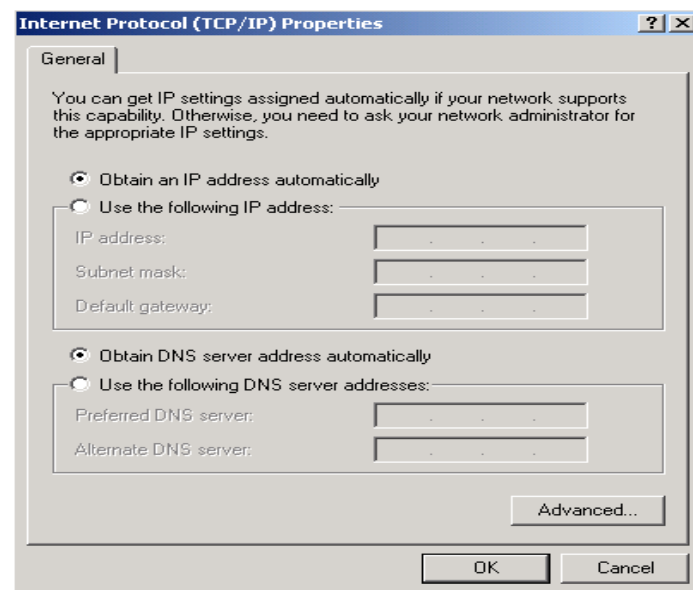 Internet Protocol (TCP/IP) Properties
General
You can get IP settings assigned automatically if your network supports
this capability. Otherwise, you need to ask your network administrator for
the appropriate IP settings.
Obtain an IP address automatically
Use the following IP address:
IP address:
Subnet mask:
Default gateway:
Obtain DNS server address automatically
Use the following DNS server addresses:
Preferred DNS server:
Alternate DNS server:
Advanced...
OK Cancel